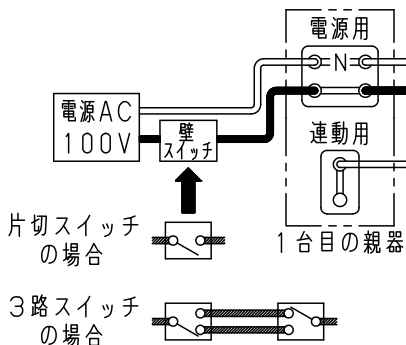 電源用
N
電源AC
100V
壁
スイッチ
連動用
1台目の親器
片切スイッチ
の場合
3路スイッチ
の場合